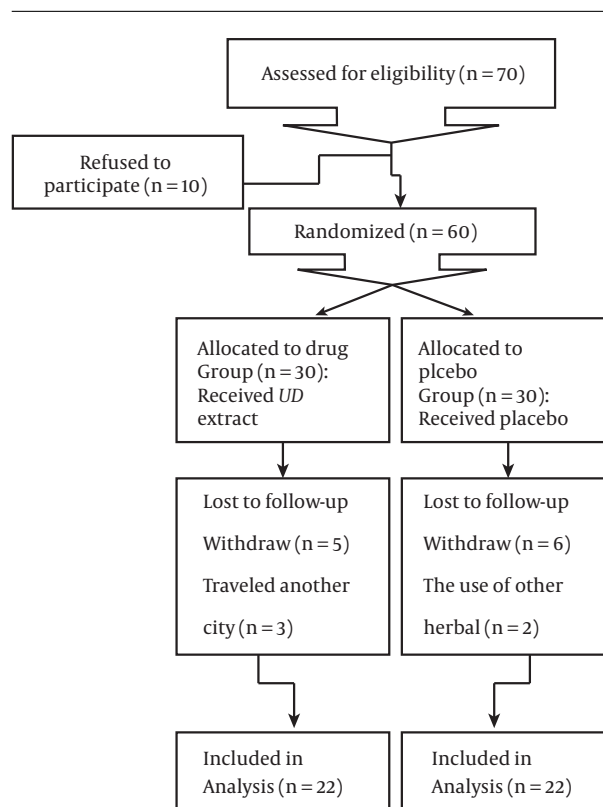 Assessed for eligibility (n = 70)
Refused to
participate (n = 10)
Randomized (n = 60)
Allocated to drug
Group (n = 30):
Received UD
extract
Allocated to
plcebo
Group (n = 30):
Received placebo
Lost to follow-up
Withdraw (n = 5)
Traveled another
city (n = 3)
Lost to follow-up
Withdraw (n = 6)
The use of other
herbal (n = 2)
Included in
Analysis (n = 22)
Included in
Analysis (n = 22)